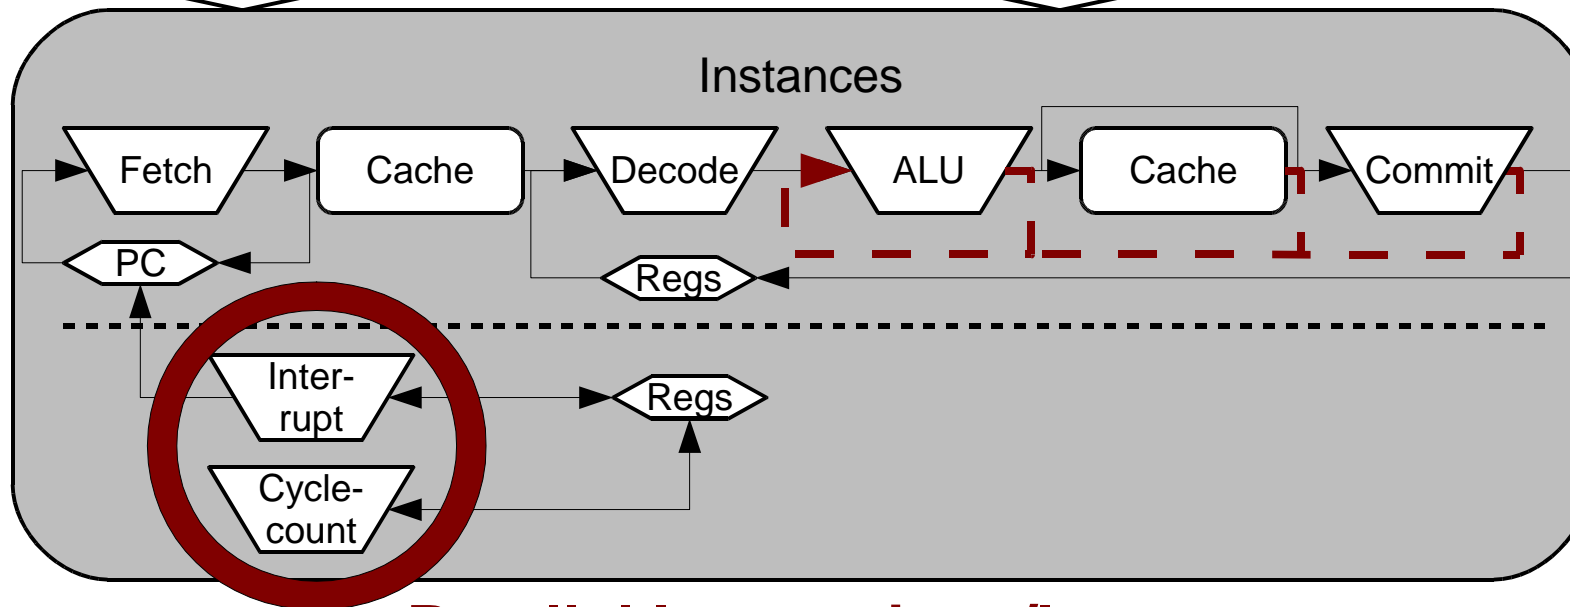 Instances
Fetch
Cache
Decode
ALU
Cache
Commit
PC
Regs
Inter-
rupt
Regs
Cycle-
count